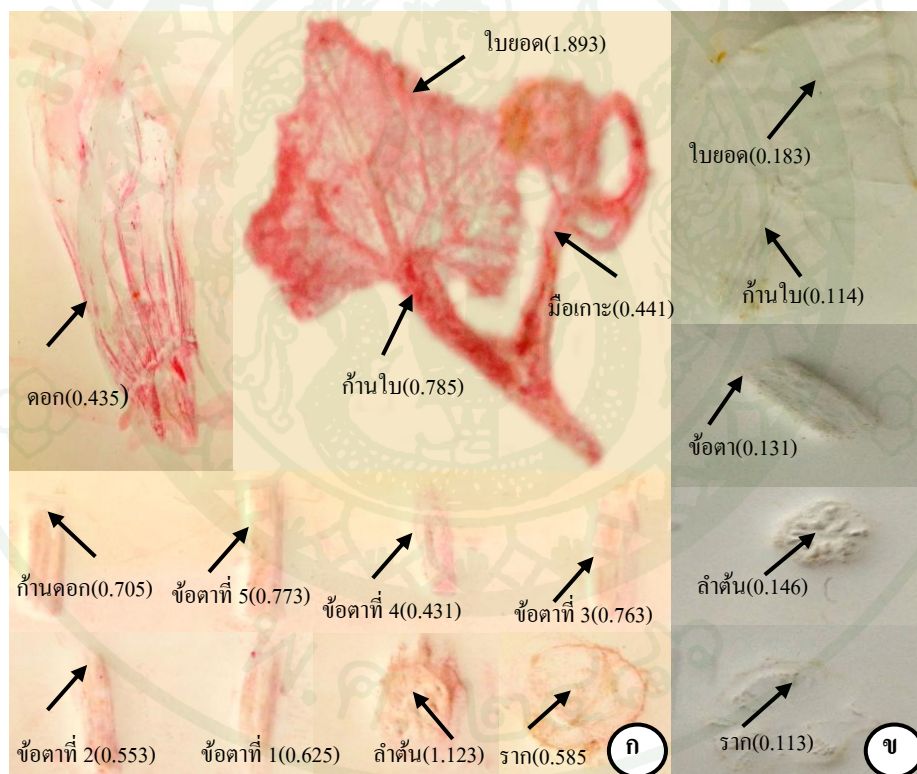 ใบยอด(1.893)
ใบยอด(0.183)
ก้านใบ(0.114)
มือเกาะ(0.441)
ก้านใบ(0.785)
ดอก(0.435)
ข้อตา(0.131)
ก้านดอก(0.705)
ข้อตาที่ 5(0.773)
ข้อตาที่ 4(0.431)
ข้อตาที่ 3(0.763)
ลำต้น(0.146)
ข้อตาที่ 2(0.553)
ข้อตาที่ 1(0.625)
ลำต้น(1.123)
ราก(0.585
ก
ราก(0.113)
ข